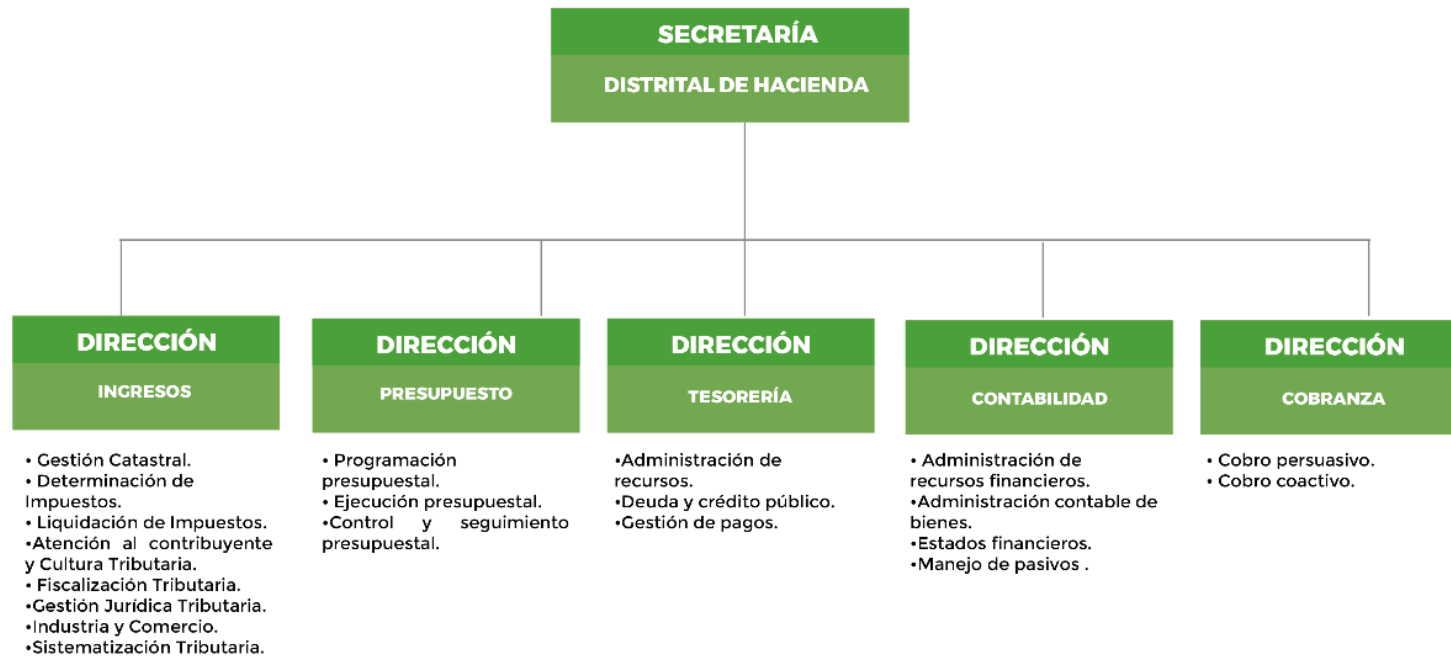 SECRETARÍA
DISTRITAL DE HACIENDA
DIRECCIÓN
INGRESOS
• Gestión Catastral.
• Determinación de
Impuestos.
• Liquidación de Impuestos.
•Atención al contribuyente
y Cultura Tributaria.
• Fiscalización Tributaria.
•Gestión Jurídica Tributaria.
•Industria y Comercio.
•Sistematización Tributaria.
DIRECCIÓN
PRESUPUESTO
• Programación
presupuestal.
• Ejecución presupuestal.
•Control y seguimiento
presupuestal.
DIRECCIÓN
TESORERÍA
•Administración de
recursos.
•Deuda y crédito público.
•Gestión de pagos.
DIRECCIÓN
CONTABILIDAD
• Administración de
recursos financieros.
•Administración contable de
bienes.
•Estados financieros.
•Manejo de pasivos .
DIRECCIÓN
COBRANZA
• Cobro persuasivo.
• Cobro coactivo.